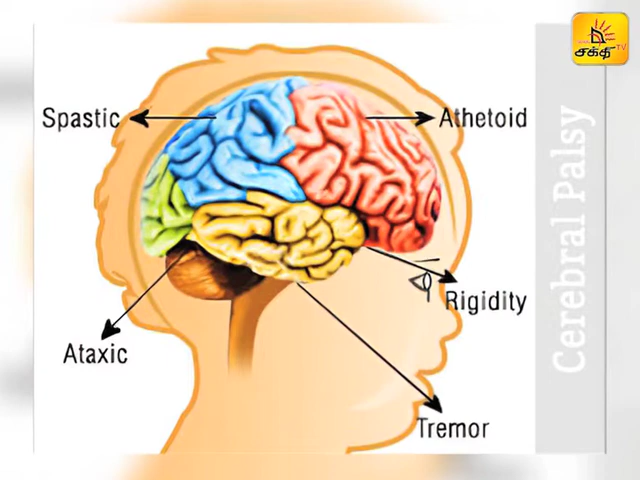 சக்தி TV
Spastic
Athetoid
Cerebral Palsy
Rigidity
Ataxic
Tremor